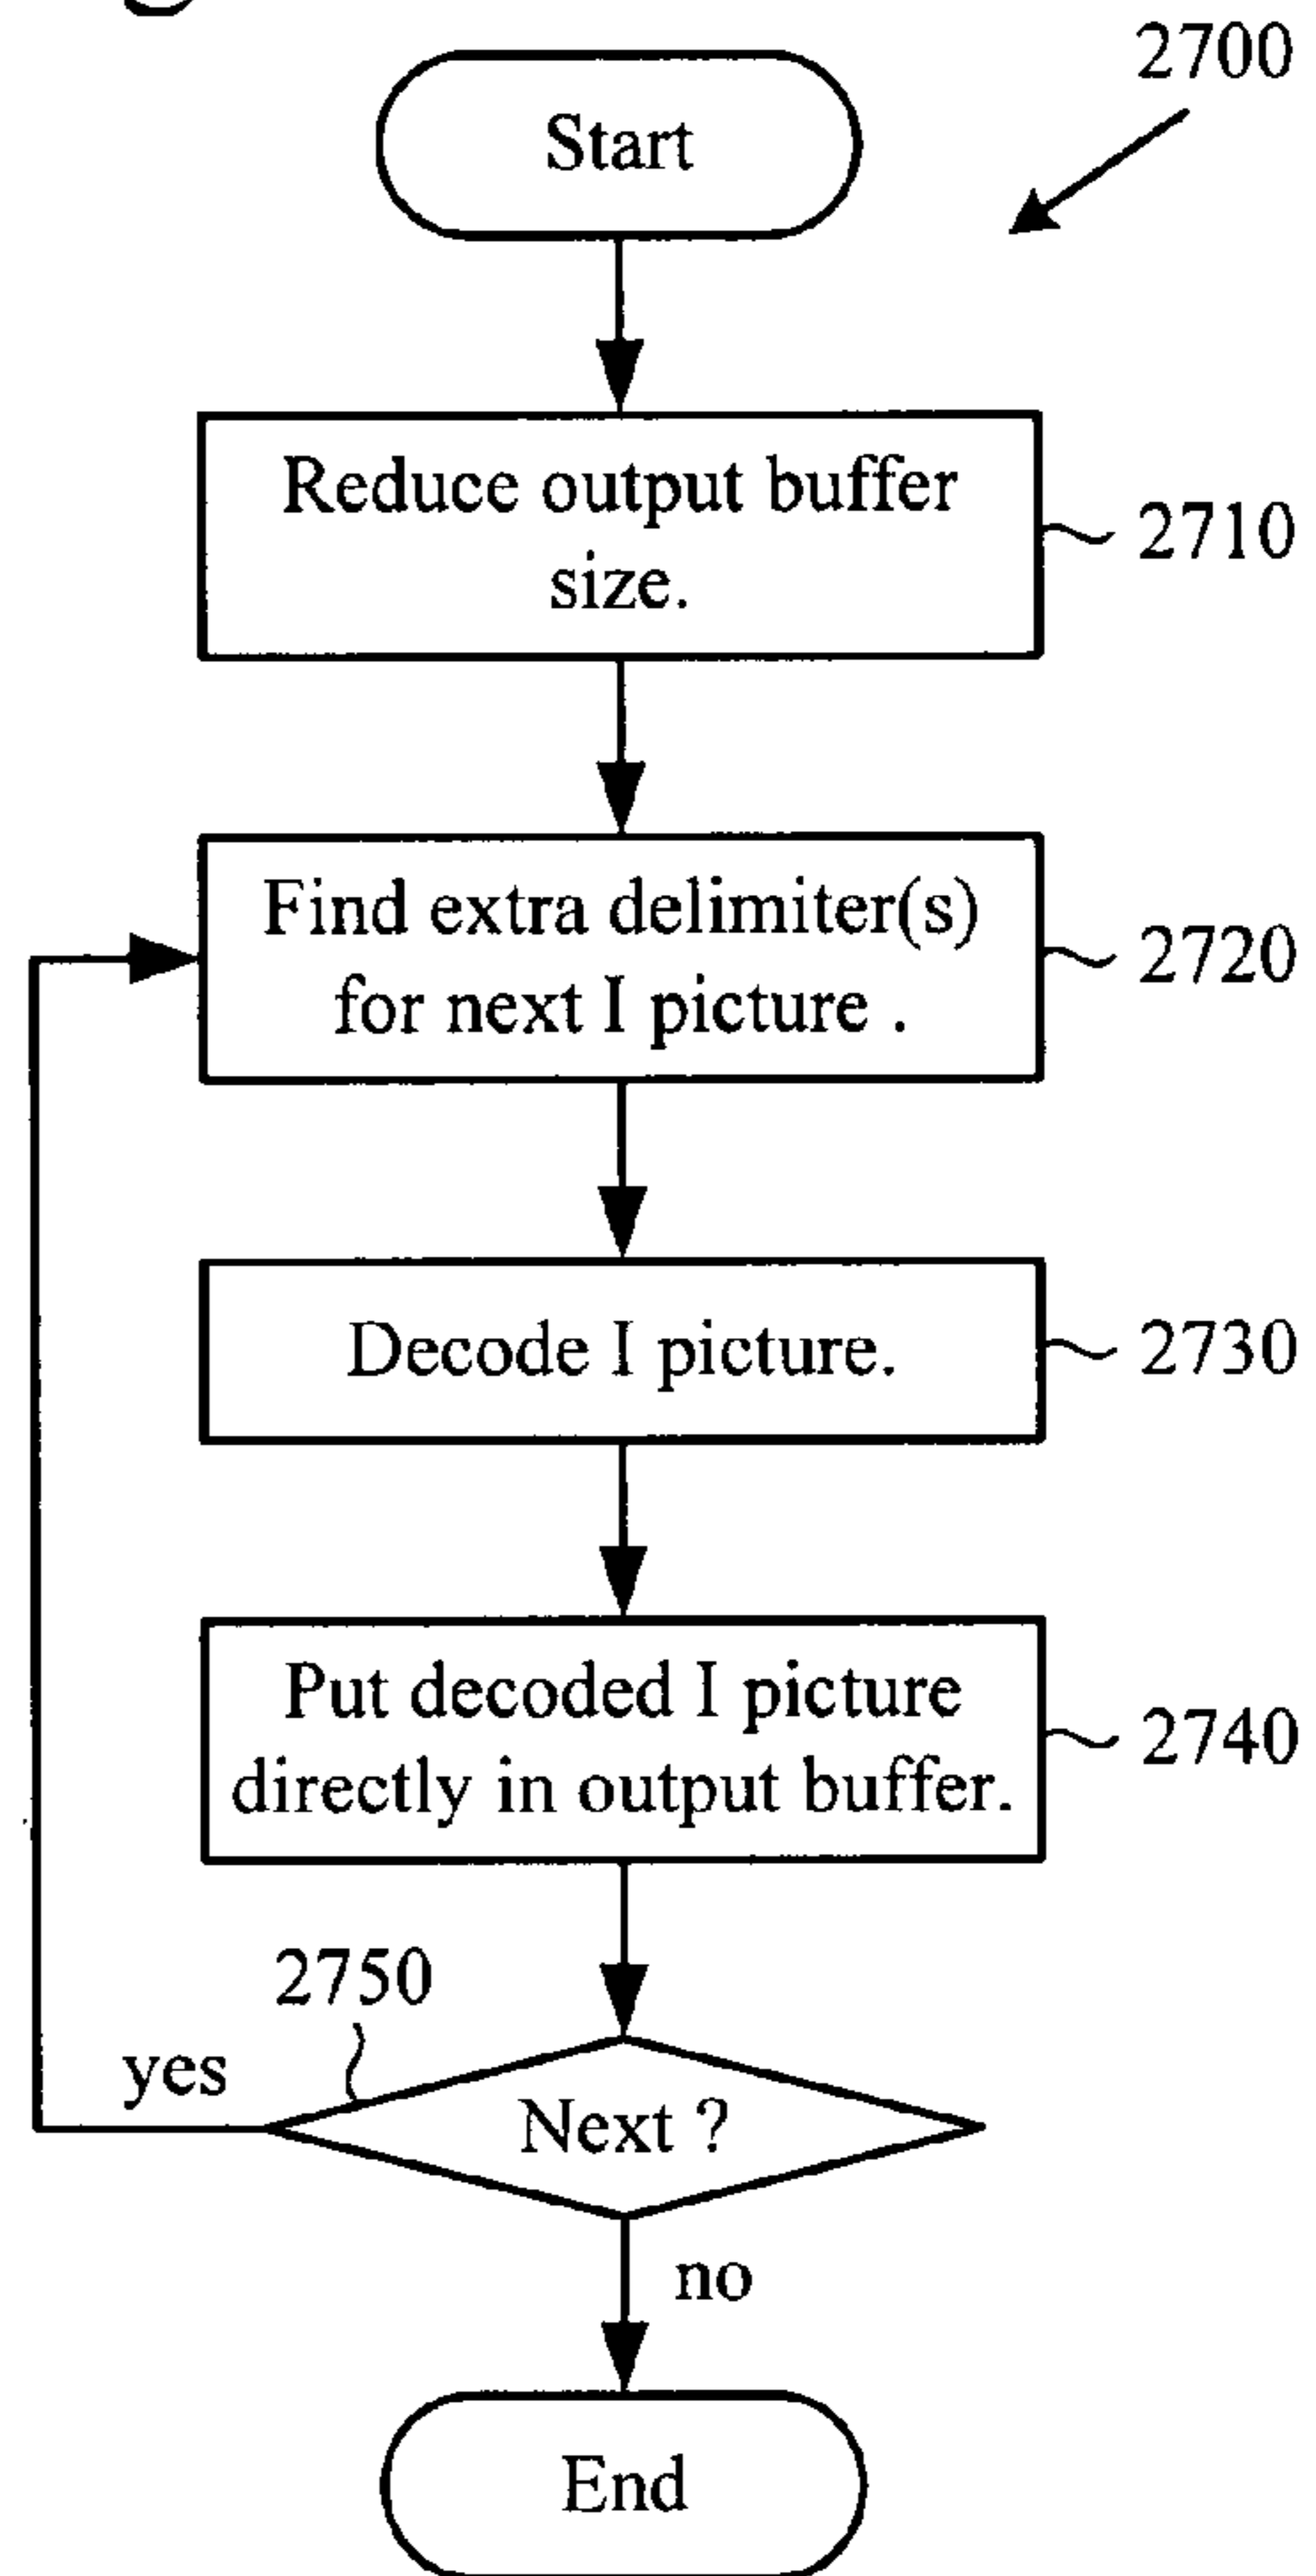 2700
Start
Reduce output buffer
size.
2710
Find extra delimiter(s)
for next I picture .
2720
Decode I picture.
2730
Put decoded I picture
directly in output buffer.
2740
2750
yes
Next ?
no
End